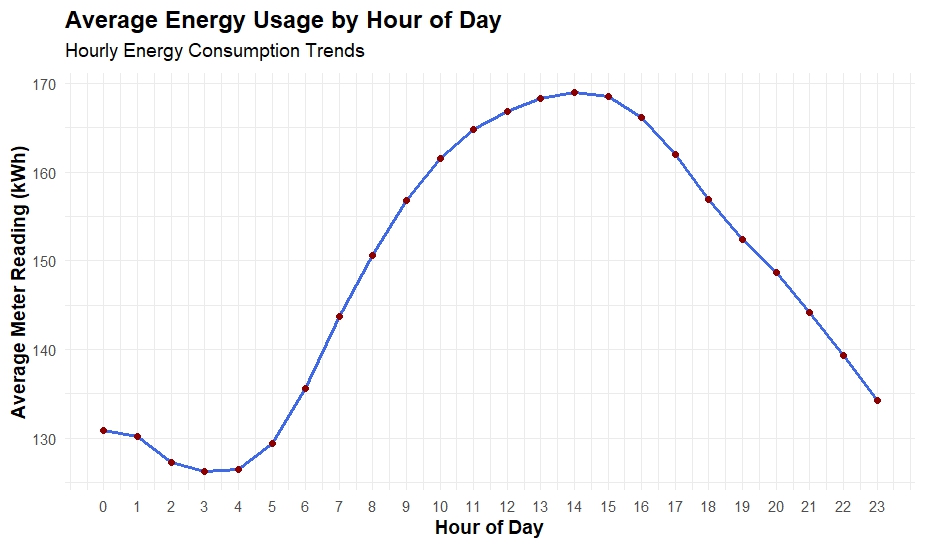 Average Energy Usage by Hour of Day
Hourly Energy Consumption Trends
Average Meter Reading (kWh)
170
160
150
140
130
0 1 2 3 4 5 6 7 8 9 10 11 12 13 14 15 16 17 18 19 20 21 22 23
Hour of Day